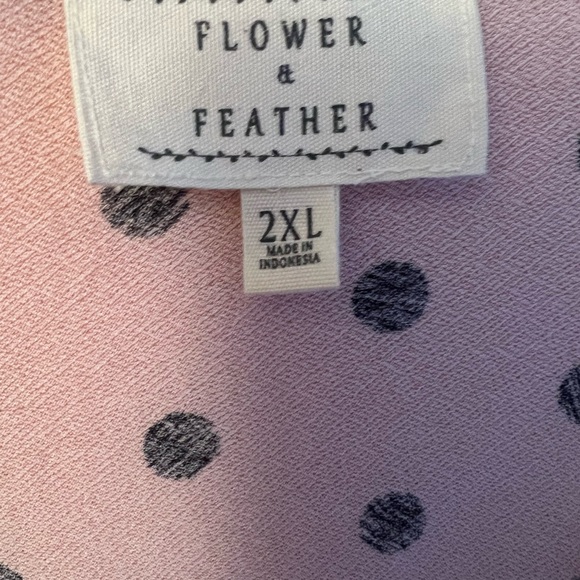 FLOWER
&
FEATHER
2XL
MADE IN
INDONESIA